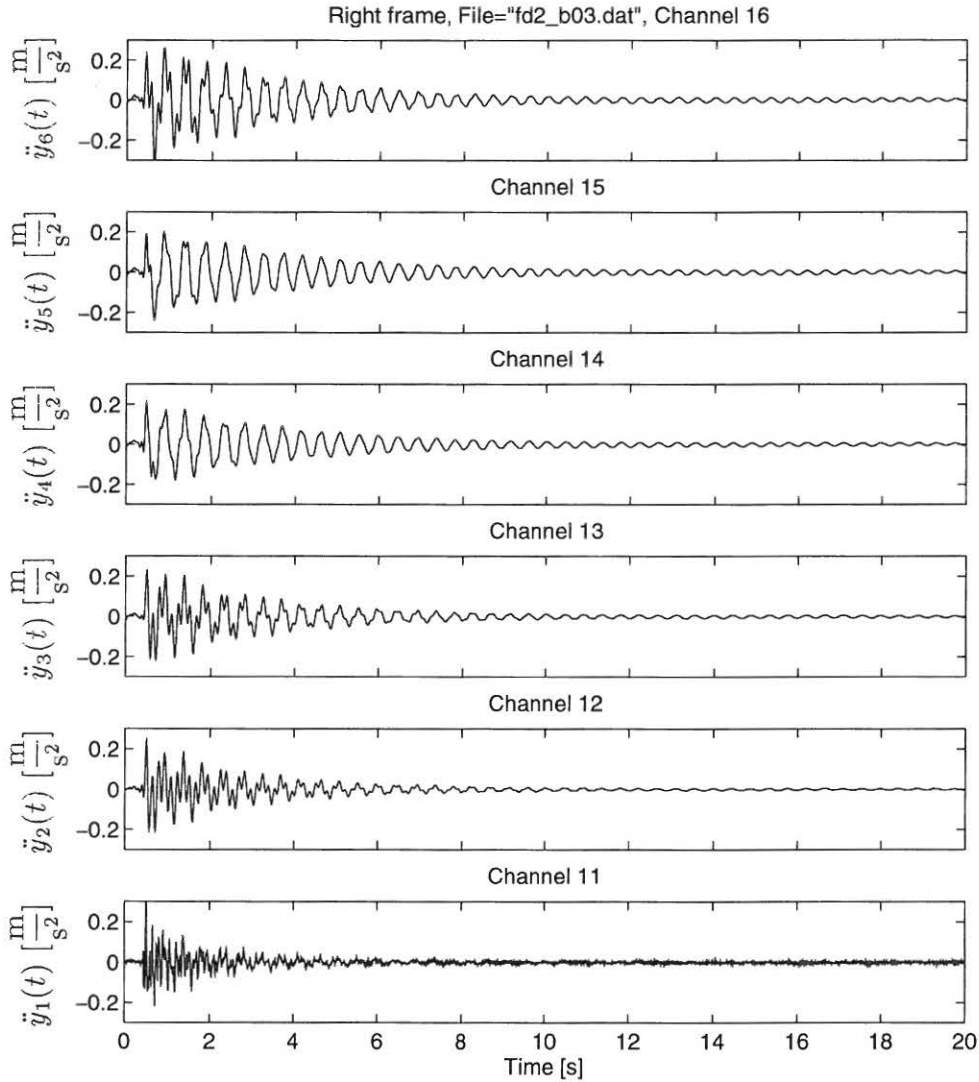 Right frame, File="fd2_b03.dat", Channel 16
ÿ6(t) [m/s²]
0.2
0
−0.2
Channel 15
ÿ5(t) [m/s²]
0.2
0
−0.2
Channel 14
ÿ4(t) [m/s²]
0.2
0
−0.2
Channel 13
ÿ3(t) [m/s²]
0.2
0
−0.2
Channel 12
ÿ2(t) [m/s²]
0.2
0
−0.2
Channel 11
ÿ1(t) [m/s²]
0.2
0
−0.2
0 2 4 6 8 10 12 14 16 18 20
Time [s]